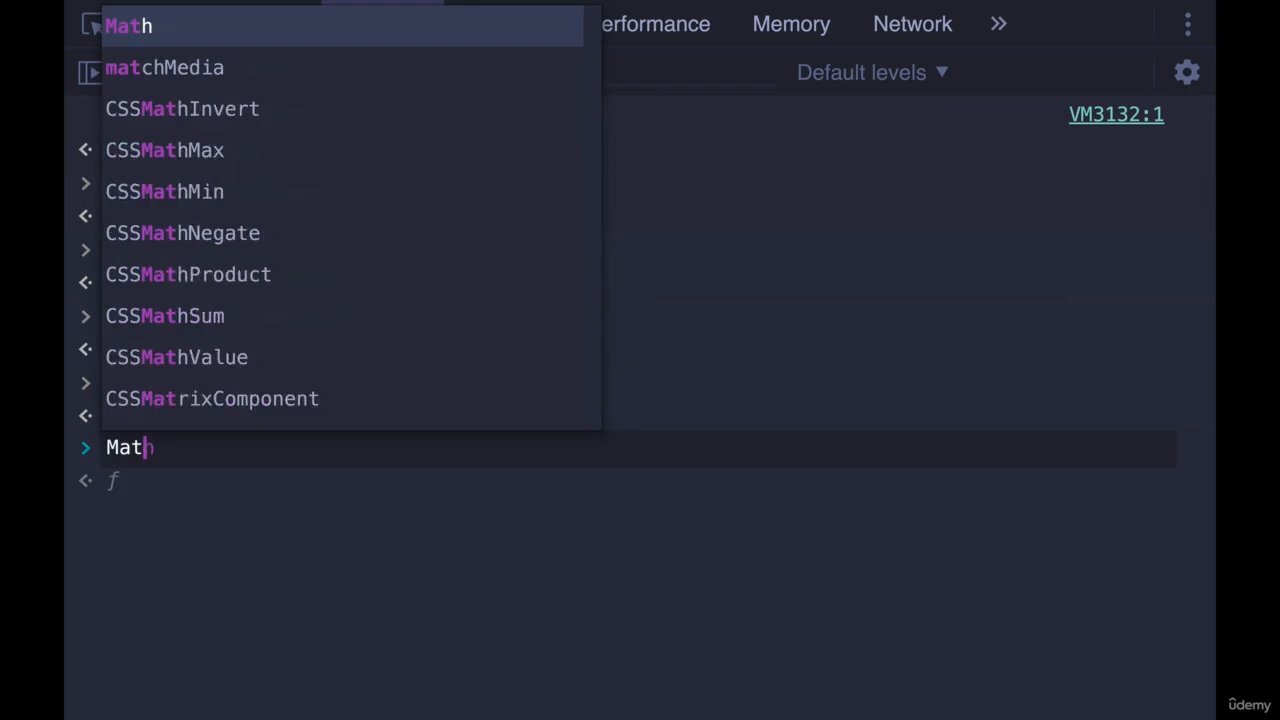 Math
erformance
Memory
Network
matchMedia
Default levels ▼
CSSMathInvert
VM3132:1
CSSMathMax
CSSMathMin
CSSMathNegate
CSSMathProduct
CSSMathSum
CSSMathValue
CSSMatrixComponent
> Math
ƒ
ûdemy